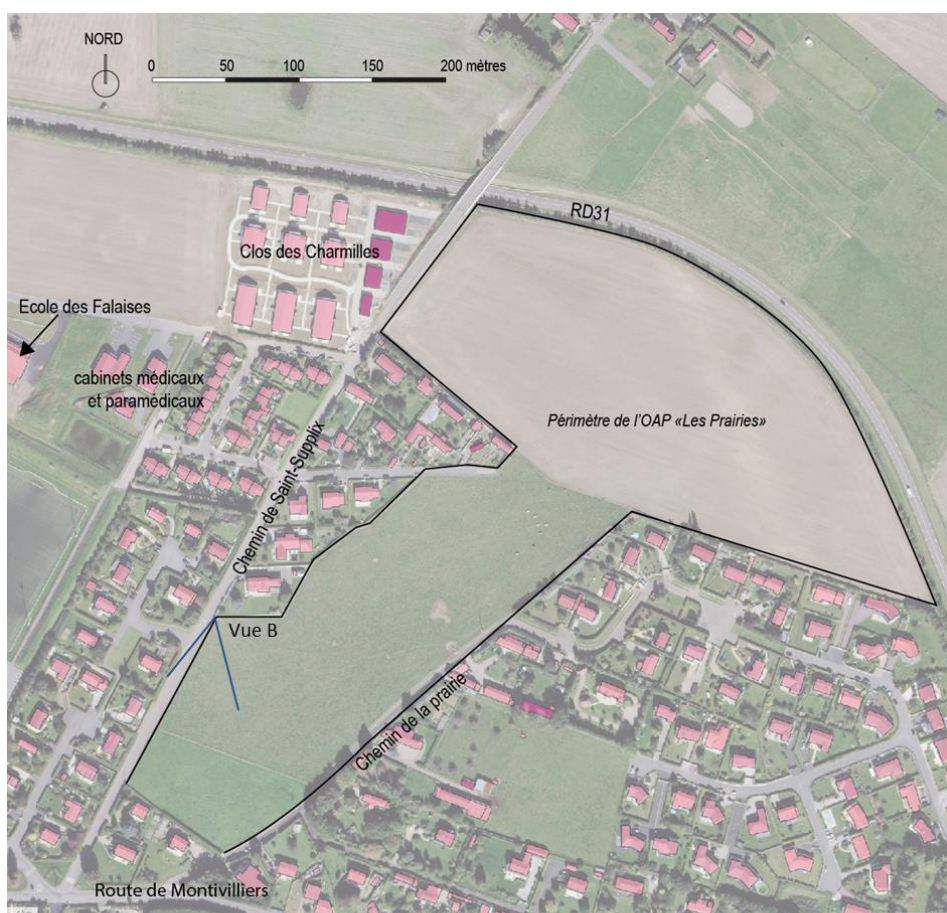 NORD
0 50 100 150 200 mètres
RD31
Clos des Charmilles
Ecole des Falaises
cabinets médicaux
et paramédicaux
Périmètre de l'OAP «Les Prairies»
Chemin de Saint-Supplix
Vue B
Chemin de la prairie
Route de Montivilliers